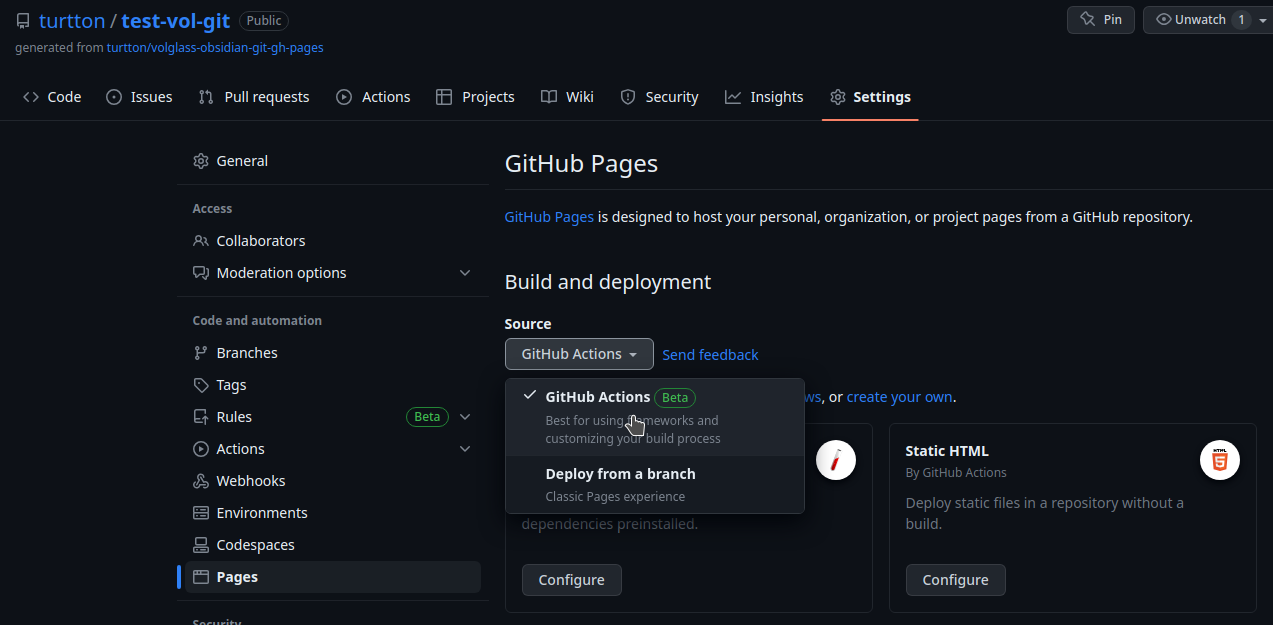 turtton / test-vol-git Public
Pin
Unwatch 1
generated from turtton/volglass-obsidian-git-gh-pages
Code
Issues
Pull requests
Actions
Projects
Wiki
Security
Insights
Settings
General
Access
Collaborators
Moderation options
Code and automation
Branches
Tags
Rules Beta
Actions
Webhooks
Environments
Codespaces
Pages
Security
GitHub Pages
GitHub Pages is designed to host your personal, organization, or project pages from a GitHub repository.
Build and deployment
Source
GitHub Actions
Send feedback
GitHub Actions Beta
Best for using frameworks and
customizing your build process
Deploy from a branch
Classic Pages experience
, or create your own.
dependencies preinstalled.
Configure
Static HTML
By GitHub Actions
HTML
5
Deploy static files in a repository without a
build.
Configure